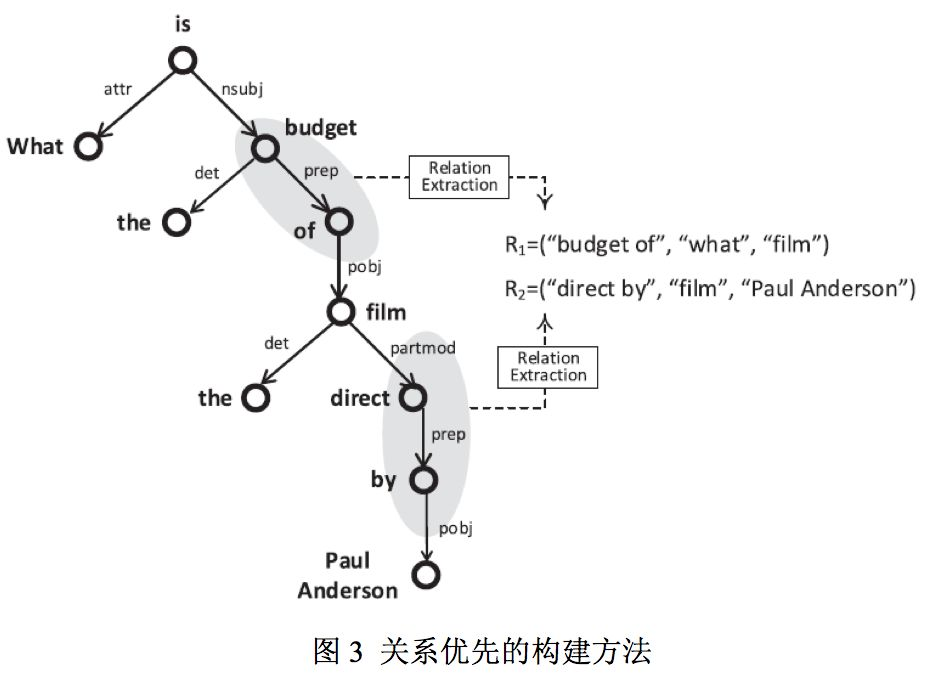 is
attr
nsubj
What
budget
det
prep
Relation
Extraction
the
of
R₁=(“budget of”, “what”, “film”)
pobj
R₂=(“direct by”, “film”, “Paul Anderson”)
film
det
partmod
Relation
Extraction
the
direct
prep
by
pobj
Paul
Anderson
图 3 关系优先的构建方法